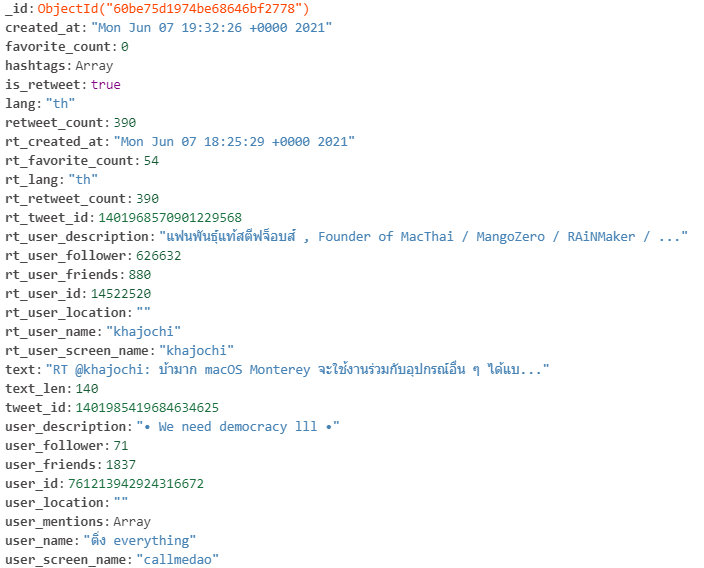 _id:ObjectId("60be75d1974be68646bf2778")
created_at:"Mon Jun 07 19:32:26 +0000 2021"
favorite_count:0
hashtags:Array
is_retweet:true
lang:"th"
retweet_count:390
rt_created_at:"Mon Jun 07 18:25:29 +0000 2021"
rt_favorite_count:54
rt_lang:"th"
rt_retweet_count:390
rt_tweet_id:1401968570901229568
rt_user_description:"แฟนพันธุ์แท้สตีฟจ็อบส์ , Founder of MacThai / MangoZero / RAiNMaker / ..."
rt_user_follower:626632
rt_user_friends:880
rt_user_id:14522520
rt_user_location:""
rt_user_name:"khajochi"
rt_user_screen_name:"khajochi"
text:"RT @khajochi: บ้ามาก macOS Monterey จะใช้งานร่วมกับอุปกรณ์อื่น ๆ ได้แบ..."
text_len:140
tweet_id:1401985419684634625
user_description:"• We need democracy lll •"
user_follower:71
user_friends:1837
user_id:761213942924316672
user_location:""
user_mentions:Array
user_name:"ติ่ง everything"
user_screen_name:"callmedao"